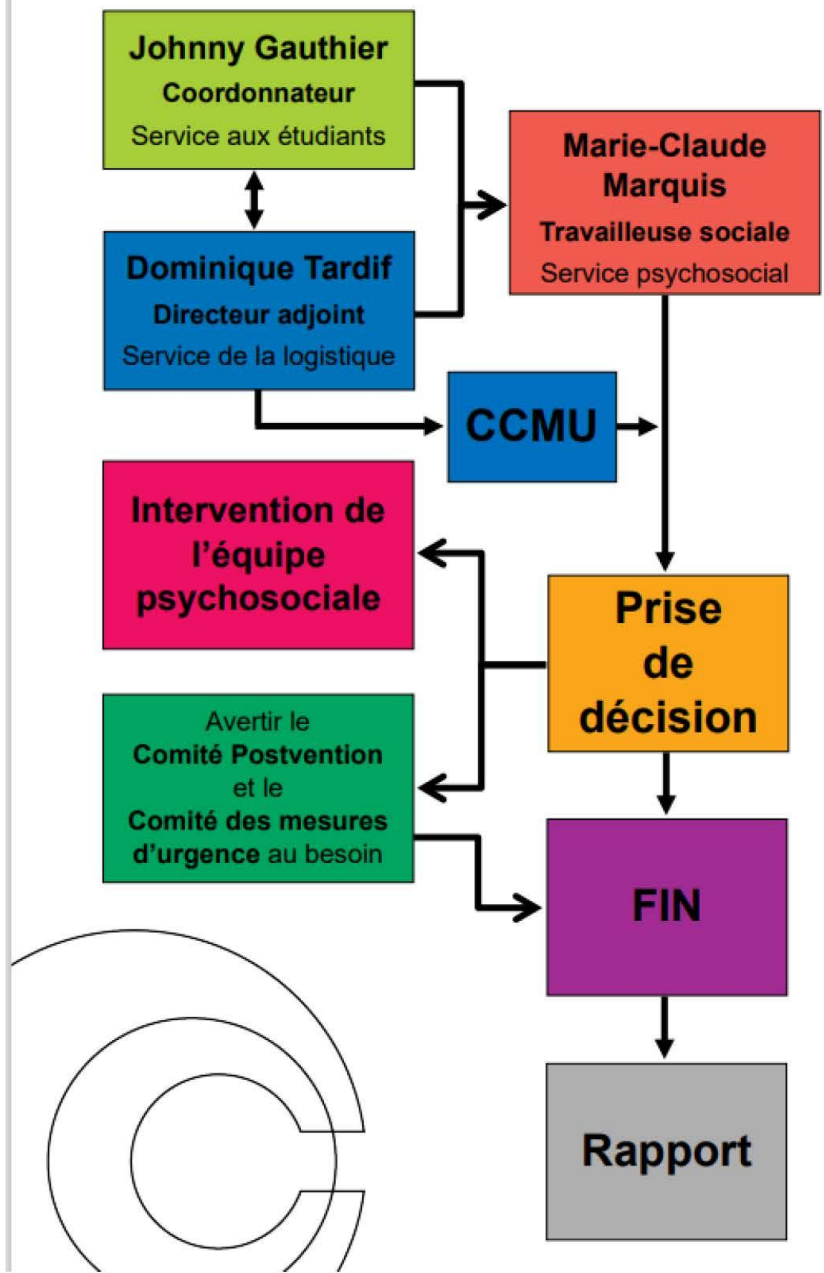 Johnny Gauthier
Coordonnateur
Service aux étudiants
Marie-Claude
Marquis
Travailleuse sociale
Service psychosocial
Dominique Tardif
Directeur adjoint
Service de la logistique
CCMU
Intervention de
l'équipe
psychosociale
Prise
de
décision
Avertir le
Comité Postvention
et le
Comité des mesures
d'urgence au besoin
FIN
Rapport